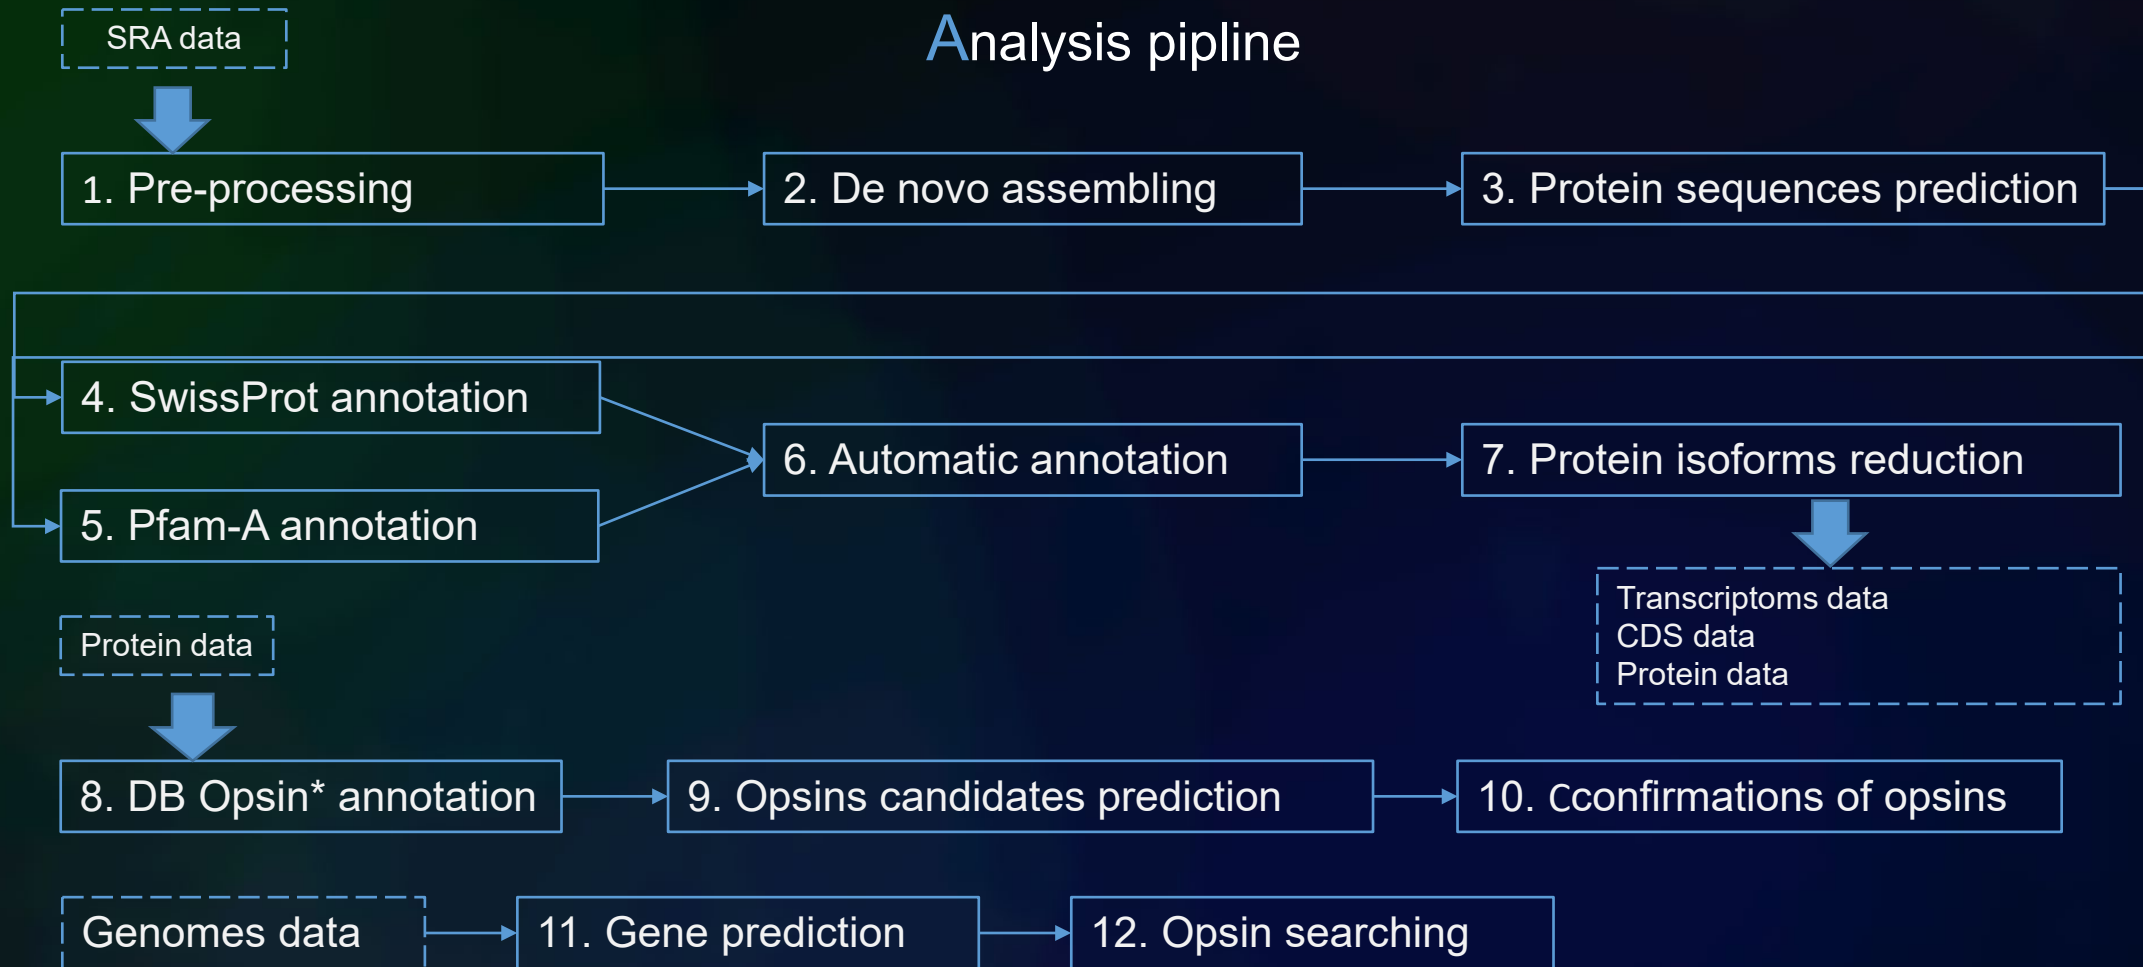 SRA data
Analysis pipline
1. Pre-processing
2. De novo assembling
3. Protein sequences prediction
4. SwissProt annotation
5. Pfam-A annotation
6. Automatic annotation
7. Protein isoforms reduction
Transcriptoms data
CDS data
Protein data
Protein data
8. DB Opsin* annotation
9. Opsins candidates prediction
10. Cconfirmations of opsins
Genomes data
11. Gene prediction
12. Opsin searching